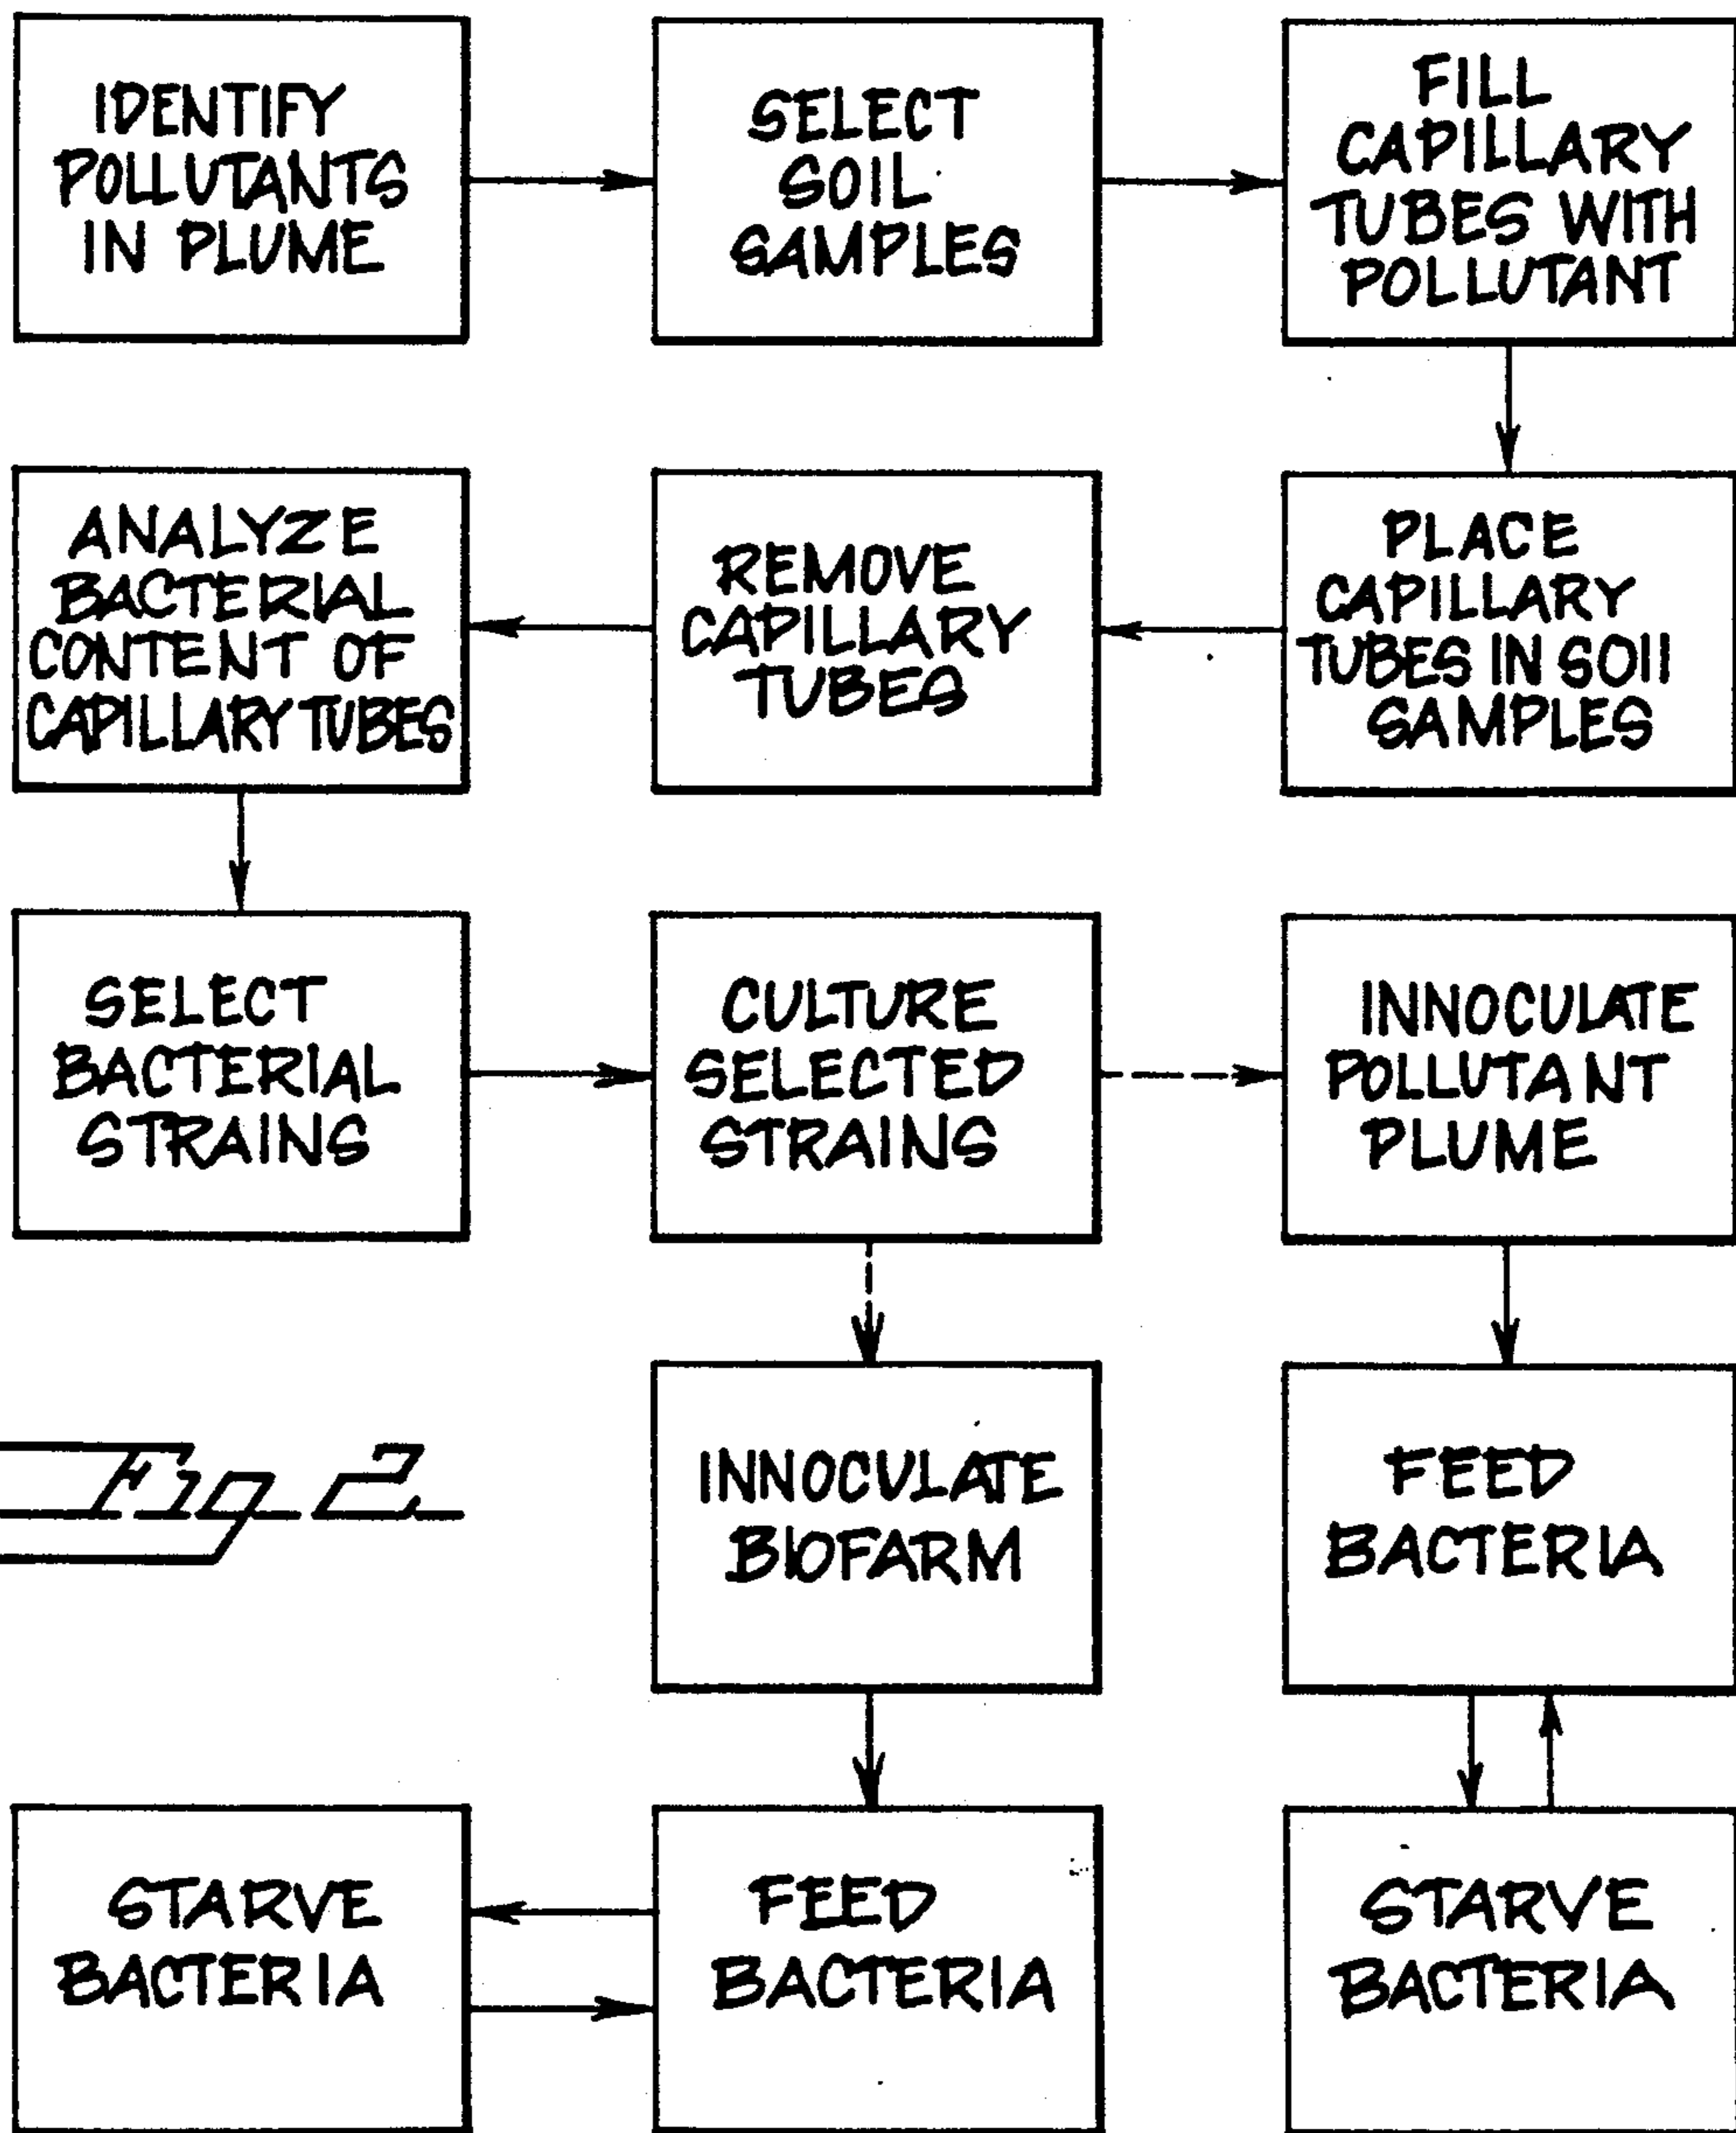 IDENTIFY
POLLUTANTS
IN PLUME
SELECT
SOIL
SAMPLES
FILL
CAPILLARY
TUBES WITH
POLLUTANT
PLACE
CAPILLARY
TUBES IN SOIL
SAMPLES
REMOVE
CAPILLARY
TUBES
ANALYZE
BACTERIAL
CONTENT OF
CAPILLARY TUBES
SELECT
BACTERIAL
STRAINS
CULTURE
SELECTED
STRAINS
INNOCULATE
POLLUTANT
PLUME
INNOCULATE
BIOFARM
FEED
BACTERIA
Fig. 2.
STARVE
BACTERIA
FEED
BACTERIA
STARVE
BACTERIA